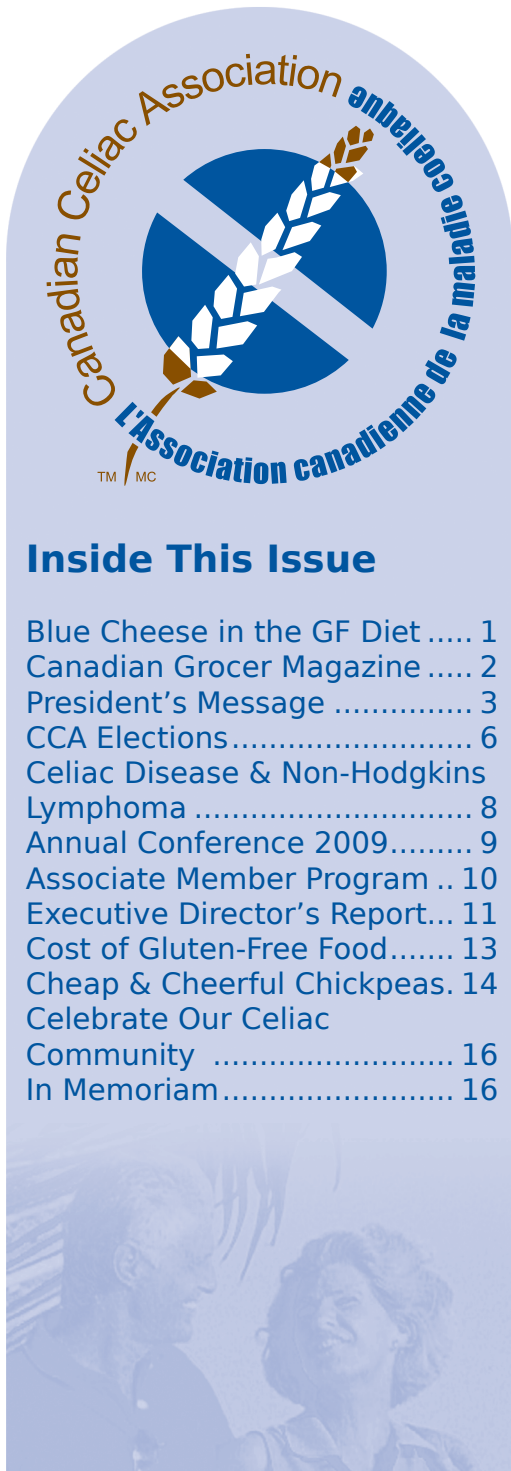 Canadian Celiac Association
L'Association canadienne de la maladie coeliaque
TM MC
Inside This Issue
Blue Cheese in the GF Diet ..... 1
Canadian Grocer Magazine ..... 2
President’s Message ............... 3
CCA Elections.......................... 6
Celiac Disease & Non-Hodgkins
Lymphoma .............................. 8
Annual Conference 2009......... 9
Associate Member Program .. 10
Executive Director’s Report... 11
Cost of Gluten-Free Food....... 13
Cheap & Cheerful Chickpeas. 14
Celebrate Our Celiac
Community .......................... 16
In Memoriam......................... 16